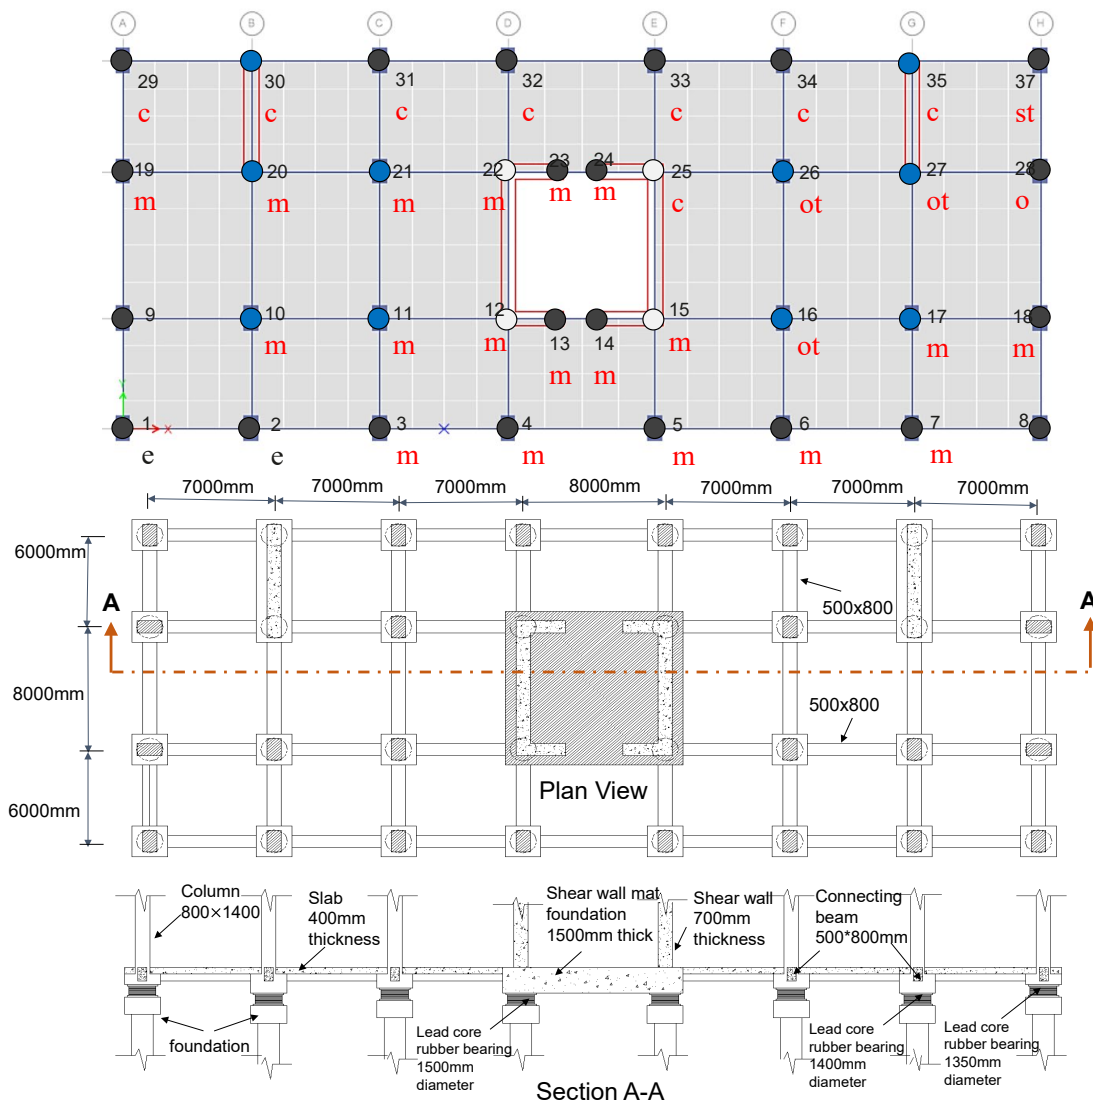 A B C D E F G H
29 30 31 32 33 34 35 37
c c c c c c c st
19 20 21 22 23 24 25 26 27 28
m m m m m m c ot ot o
9 10 11 12 13 14 15 16 17 18
m m m m m m ot m m
Y
1 X 2 3 4 5 6 7 8
e e m m m m m
7000mm 7000mm 7000mm 8000mm 7000mm 7000mm 7000mm
6000mm
A A
500x800
8000mm
500x800
Plan View
6000mm
Column
800×1400
Slab
400mm
thickness
Shear wall mat
foundation
1500mm thick
Shear wall
700mm
thickness
Connecting
beam
500*800mm
foundation
Lead core
rubber bearing
1500mm
diameter
Lead core
rubber bearing
1400mm
diameter
Lead core
rubber bearing
1350mm
diameter
Section A-A